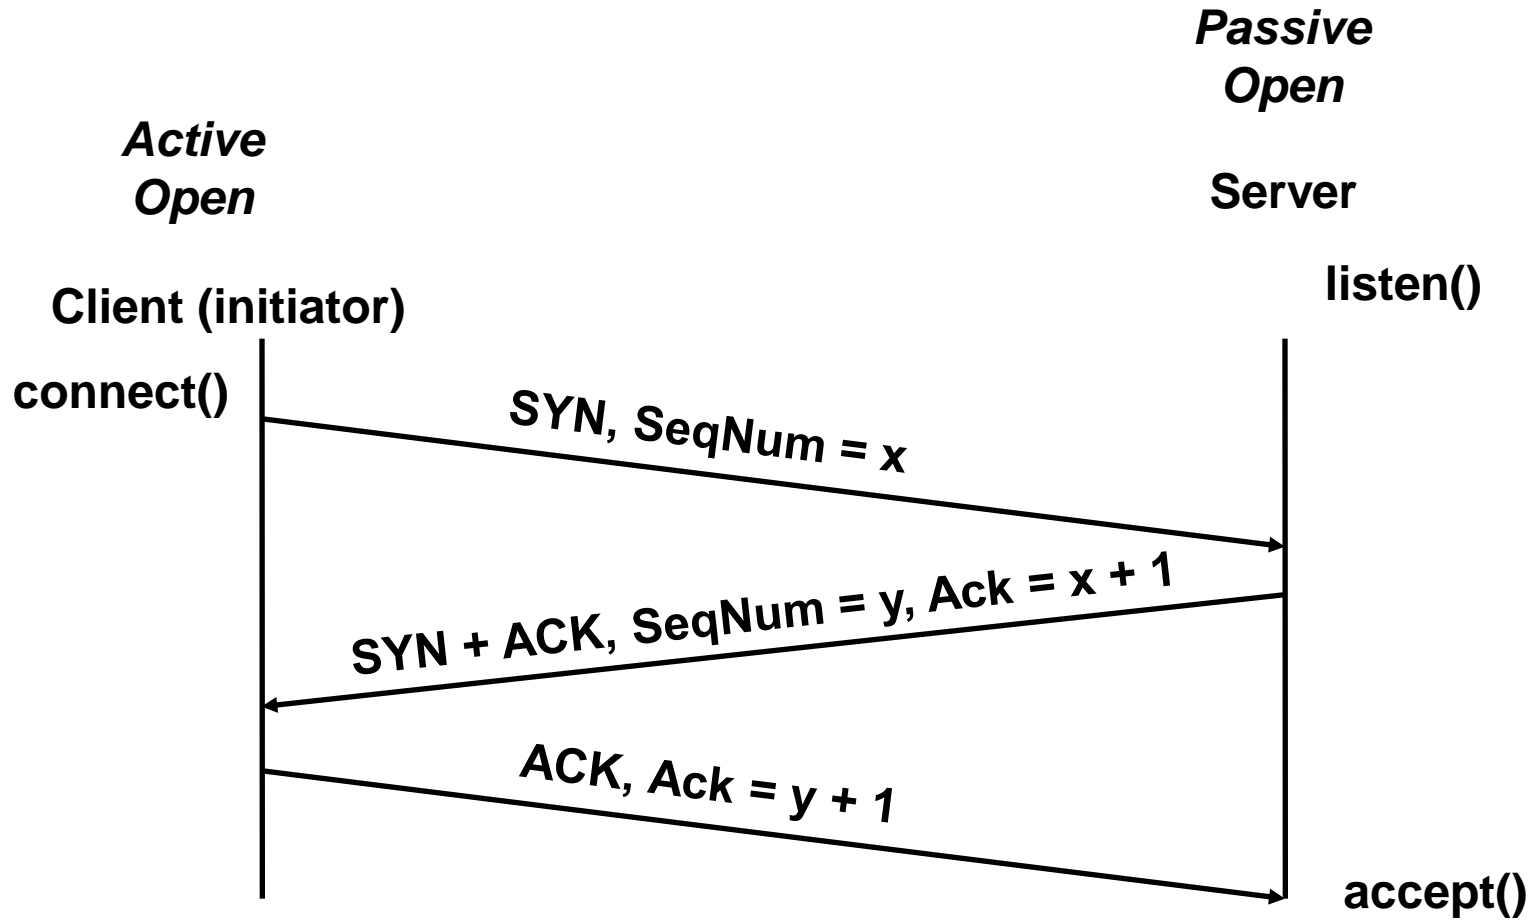 Passive
Open
Active
Open
Server
listen()
Client (initiator)
connect()
SYN, SeqNum = x
SYN + ACK, SeqNum = y, Ack = x + 1
ACK, Ack = y + 1
accept()